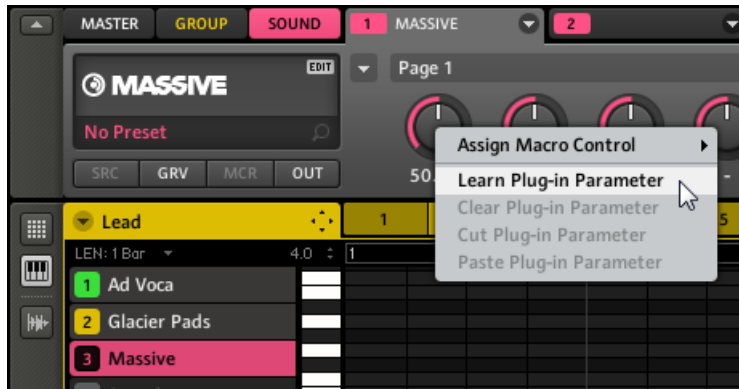 MASTER GROUP SOUND 1 MASSIVE 2
MASSIVE EDIT Page 1
No Preset
SRC GRV MCR OUT 50.
Assign Macro Control
Learn Plug-in Parameter
Clear Plug-in Parameter
Cut Plug-in Parameter
Paste Plug-in Parameter
Lead 1 5
LEN: 1 Bar 4.0 1
1 Ad Voca
2 Glacier Pads
3 Massive